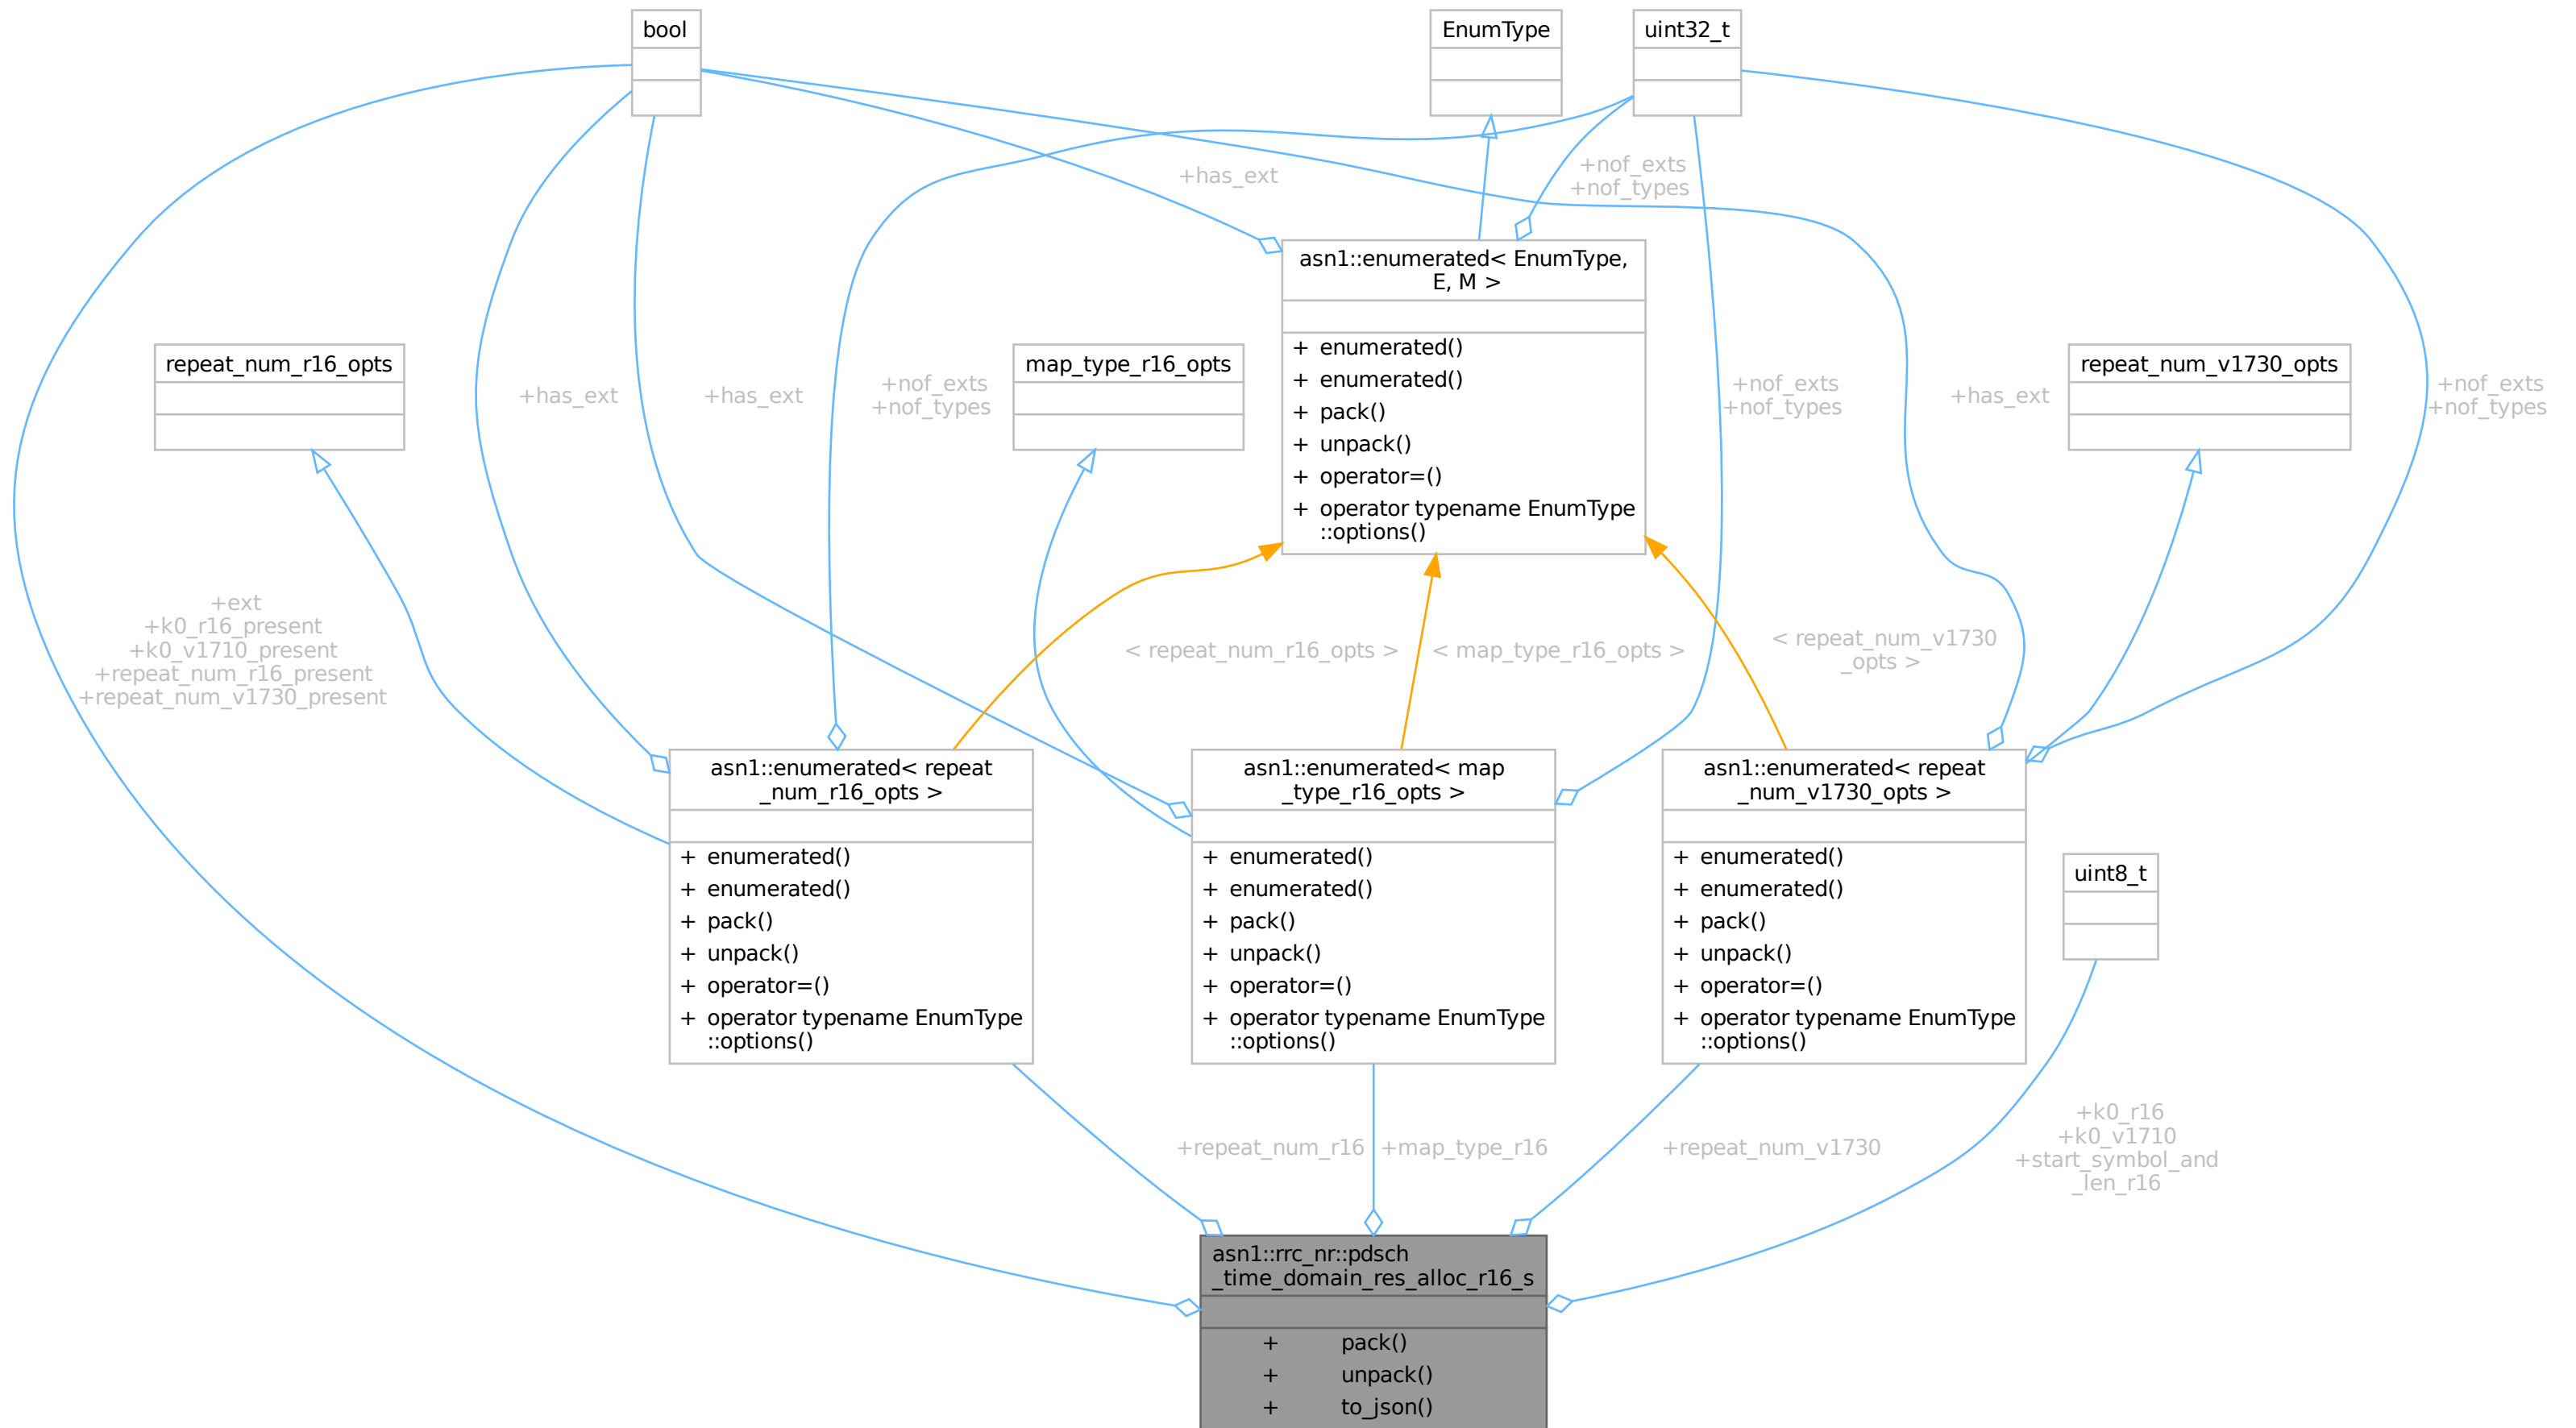 bool
EnumType
uint32_t
+has_ext
+nof_exts
+nof_types
asn1::enumerated< EnumType,
E, M >
+ enumerated()
+ enumerated()
+ pack()
+ unpack()
+ operator=()
+ operator typename EnumType
::options()
repeat_num_r16_opts
+has_ext
+has_ext
+nof_exts
+nof_types
map_type_r16_opts
+nof_exts
+nof_types
+has_ext
repeat_num_v1730_opts
+nof_exts
+nof_types
+ext
+k0_r16_present
+k0_v1710_present
+repeat_num_r16_present
+repeat_num_v1730_present
< repeat_num_r16_opts >
< map_type_r16_opts >
< repeat_num_v1730
_opts >
asn1::enumerated< repeat
_num_r16_opts >
+ enumerated()
+ enumerated()
+ pack()
+ unpack()
+ operator=()
+ operator typename EnumType
::options()
asn1::enumerated< map
_type_r16_opts >
+ enumerated()
+ enumerated()
+ pack()
+ unpack()
+ operator=()
+ operator typename EnumType
::options()
asn1::enumerated< repeat
_num_v1730_opts >
+ enumerated()
+ enumerated()
+ pack()
+ unpack()
+ operator=()
+ operator typename EnumType
::options()
uint8_t
+repeat_num_r16
+map_type_r16
+repeat_num_v1730
+k0_r16
+k0_v1710
+start_symbol_and
_len_r16
asn1::rrc_nr::pdsch
_time_domain_res_alloc_r16_s
+ pack()
+ unpack()
+ to_json()